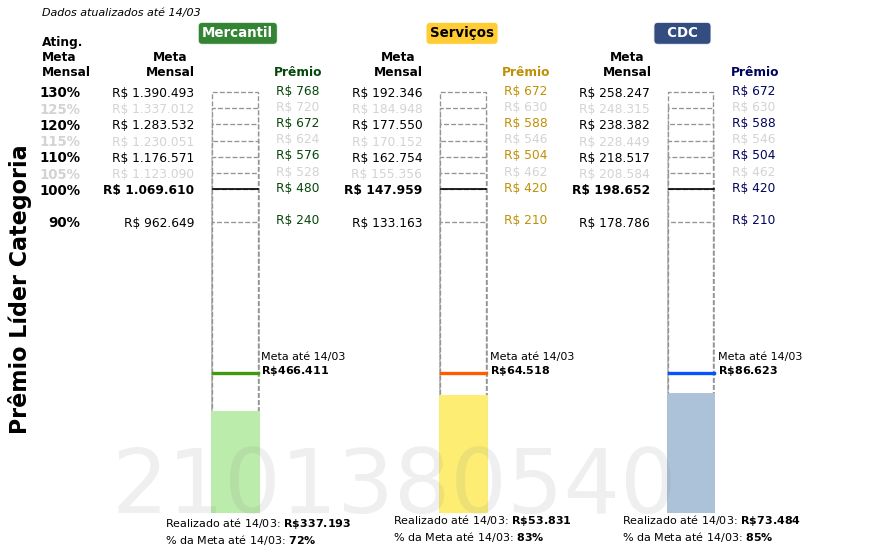 Dados atualizados até 14/03
Mercantil
Serviços
CDC
Ating.
Meta
Mensal
Meta
Mensal
Prêmio
Meta
Mensal
Prêmio
Meta
Mensal
Prêmio
130% R$ 1.390.493 R$ 768 R$ 192.346 R$ 672 R$ 258.247 R$ 672
125% R$ 1.337.012 R$ 720 R$ 184.948 R$ 630 R$ 248.315 R$ 630
120% R$ 1.283.532 R$ 672 R$ 177.550 R$ 588 R$ 238.382 R$ 588
115% R$ 1.230.051 R$ 624 R$ 170.152 R$ 546 R$ 228.449 R$ 546
110% R$ 1.176.571 R$ 576 R$ 162.754 R$ 504 R$ 218.517 R$ 504
105% R$ 1.123.090 R$ 528 R$ 155.356 R$ 462 R$ 208.584 R$ 462
100% R$ 1.069.610 R$ 480 R$ 147.959 R$ 420 R$ 198.652 R$ 420
90% R$ 962.649 R$ 240 R$ 133.163 R$ 210 R$ 178.786 R$ 210
Prêmio Líder Categoria
Meta até 14/03
R$466.411
Meta até 14/03
R$64.518
Meta até 14/03
R$86.623
2101380540
Realizado até 14/03: R$337.193
% da Meta até 14/03: 72%
Realizado até 14/03: R$53.831
% da Meta até 14/03: 83%
Realizado até 14/03: R$73.484
% da Meta até 14/03: 85%